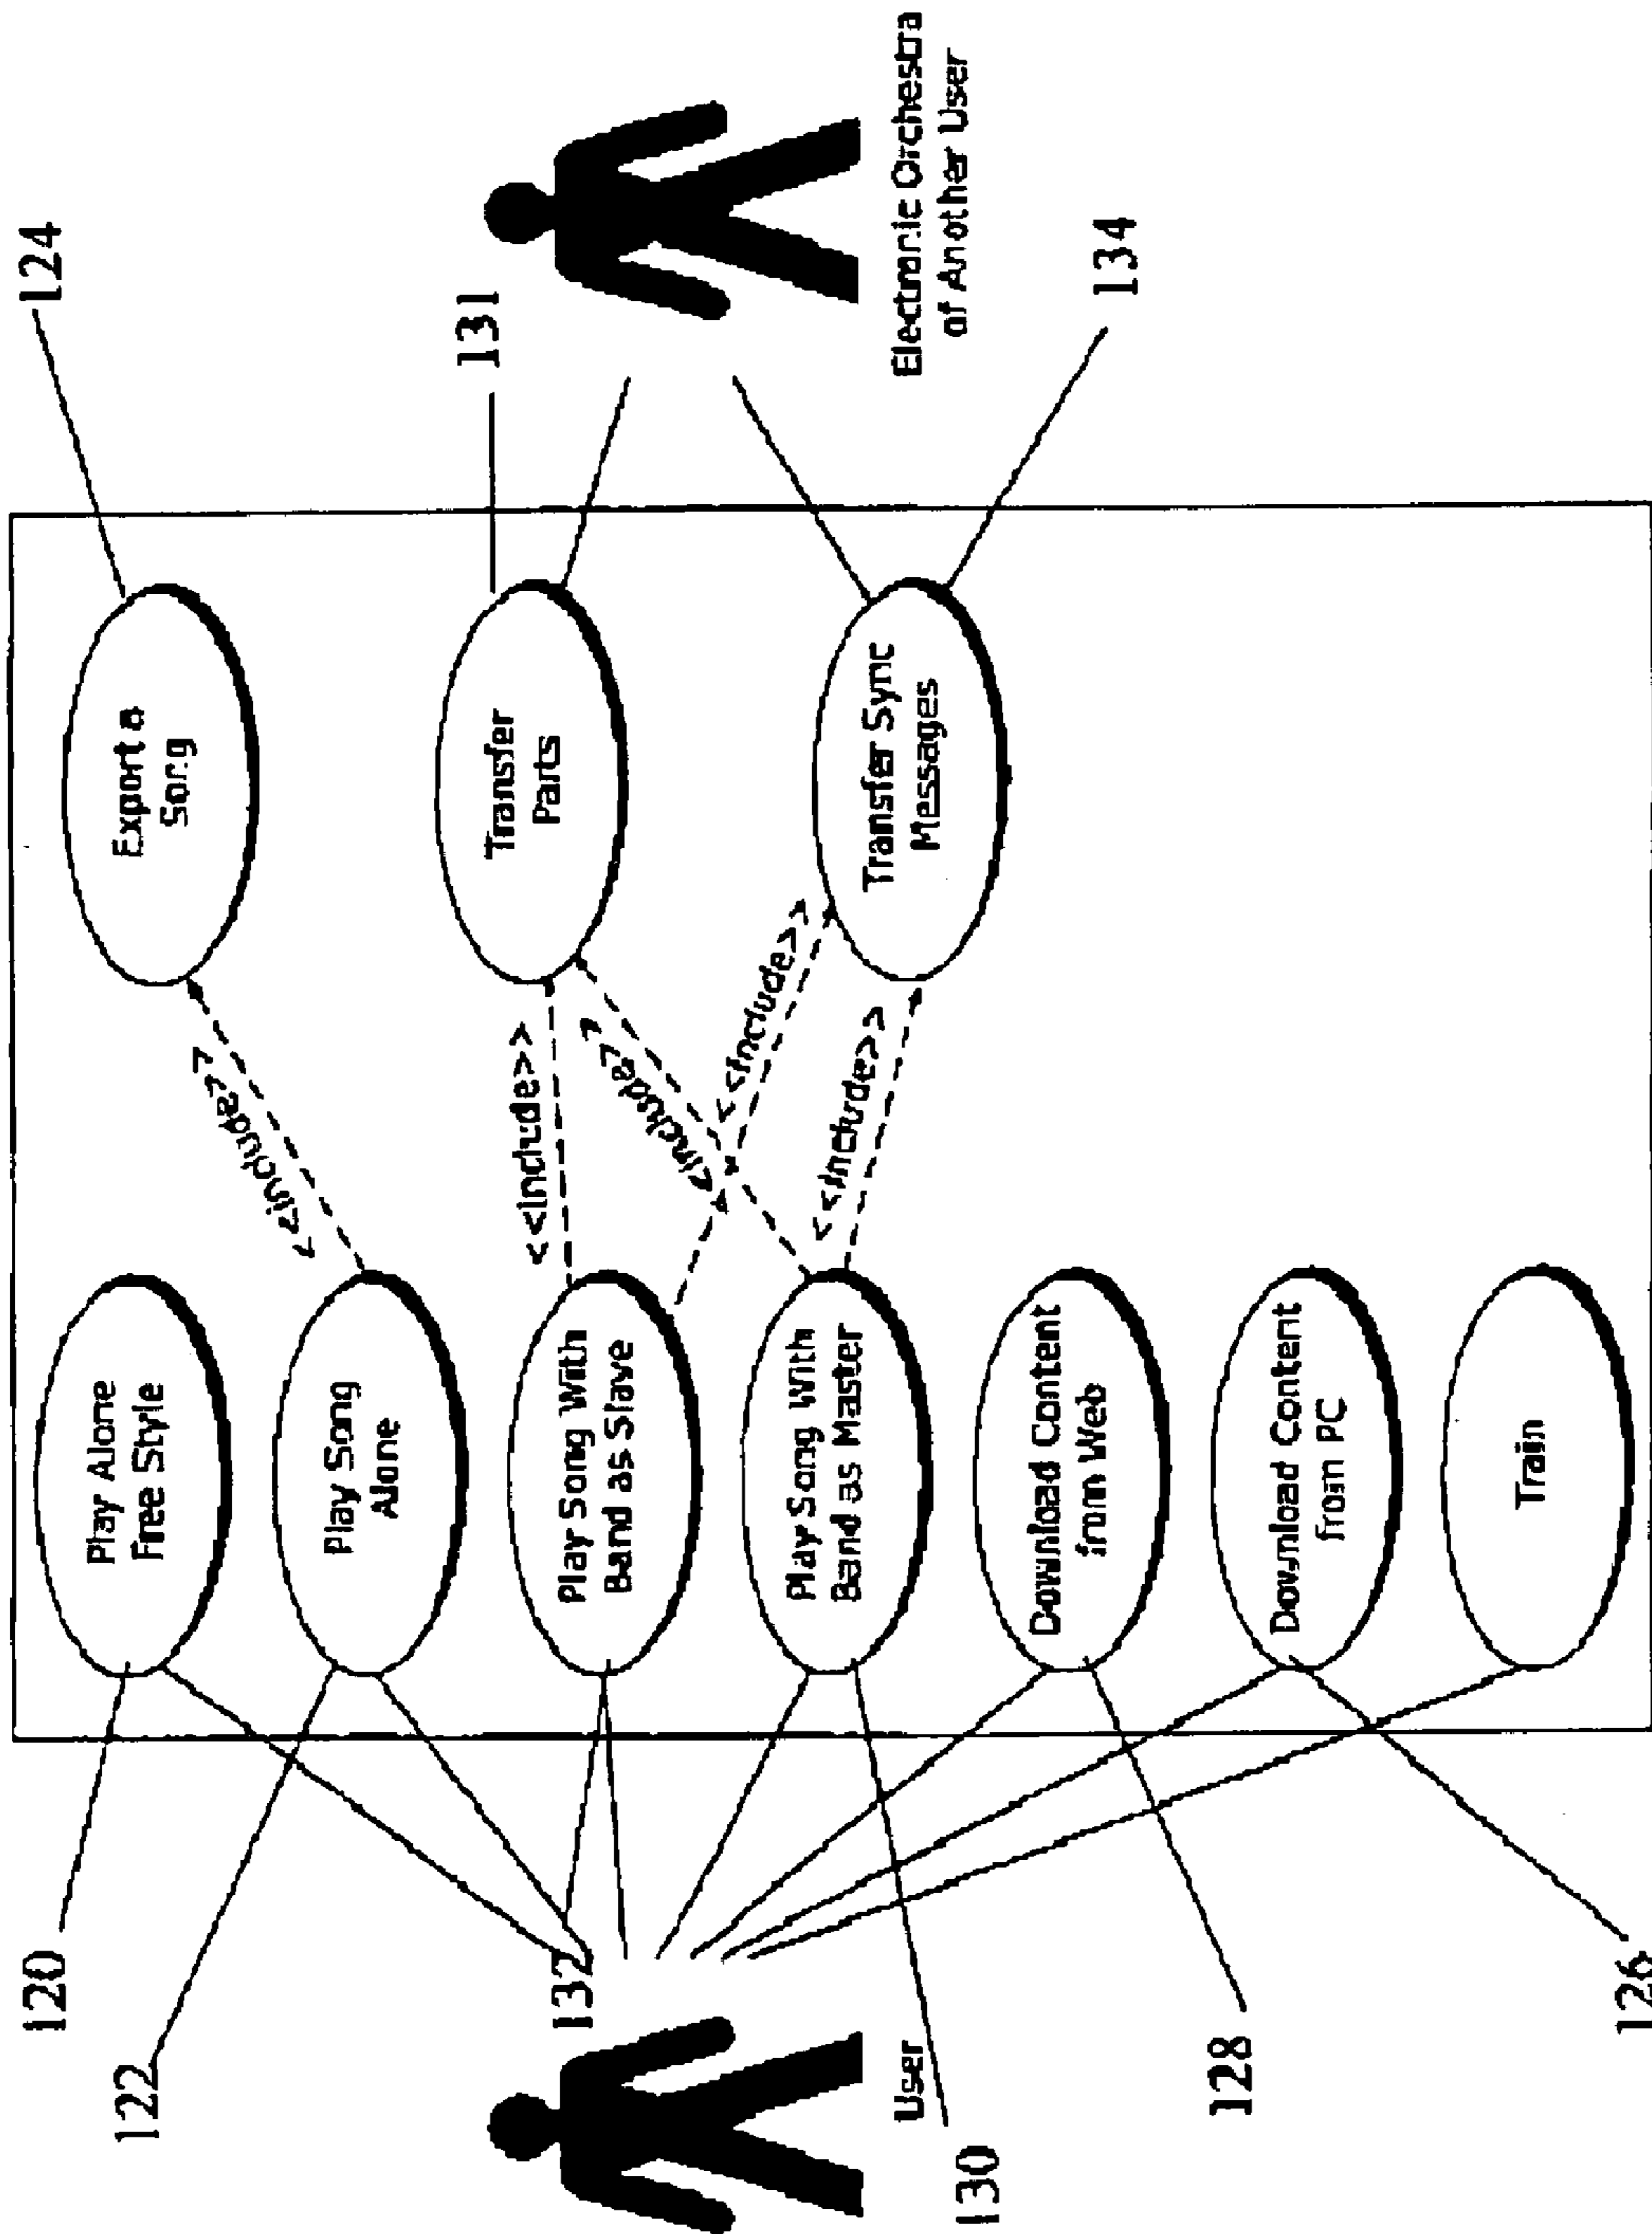 120
122
132
User
130
128
126
Play Alone
Free Style
Play Song
Alone
Play Song With
Band as Slave
Play Song With
Band as Master
Download Content
from Web
Download Content
from PC
Train
<<include>>
<<include>>
<<include>>
<<include>>
<<include>>
Export a
Song
Transfer
Parts
Transfer Sync
Messages
124
131
Electronic Orchestra
of Another User
134